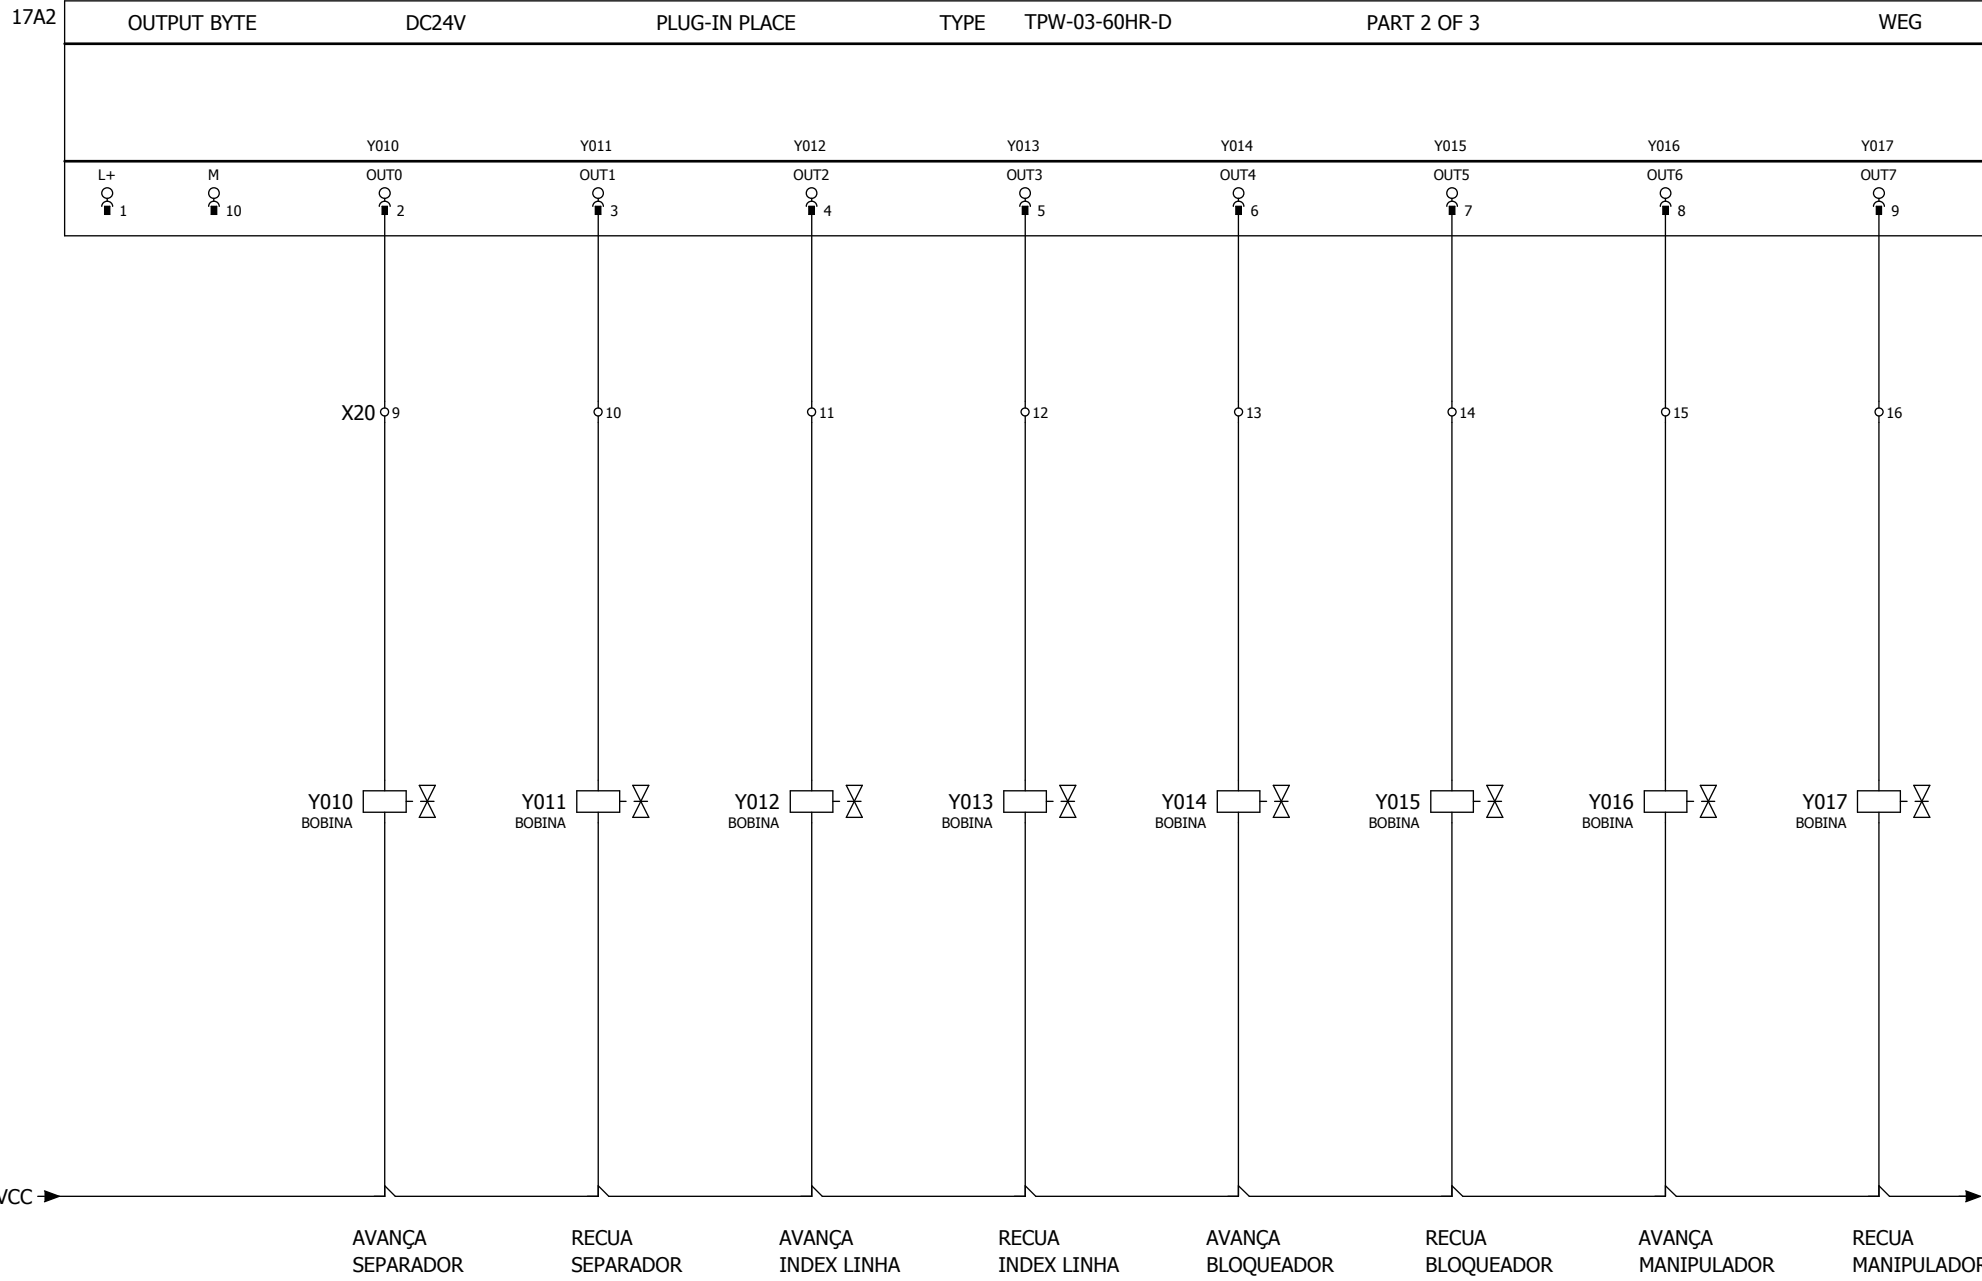 17A2 OUTPUT BYTE DC24V PLUG-IN PLACE TYPE TPW-03-60HR-D PART 2 OF 3 WEG
Y010 Y011 Y012 Y013 Y014 Y015 Y016 Y017
L+ M OUT0 OUT1 OUT2 OUT3 OUT4 OUT5 OUT6 OUT7
1 10 2 3 4 5 6 7 8 9
X20 9 10 11 12 13 14 15 16
Y010 Y011 Y012 Y013 Y014 Y015 Y016 Y017
BOBINA BOBINA BOBINA BOBINA BOBINA BOBINA BOBINA BOBINA
VCC
AVANÇA RECUA AVANÇA RECUA AVANÇA RECUA AVANÇA RECUA
SEPARADOR SEPARADOR INDEX LINHA INDEX LINHA BLOQUEADOR BLOQUEADOR MANIPULADOR MANIPULADOR